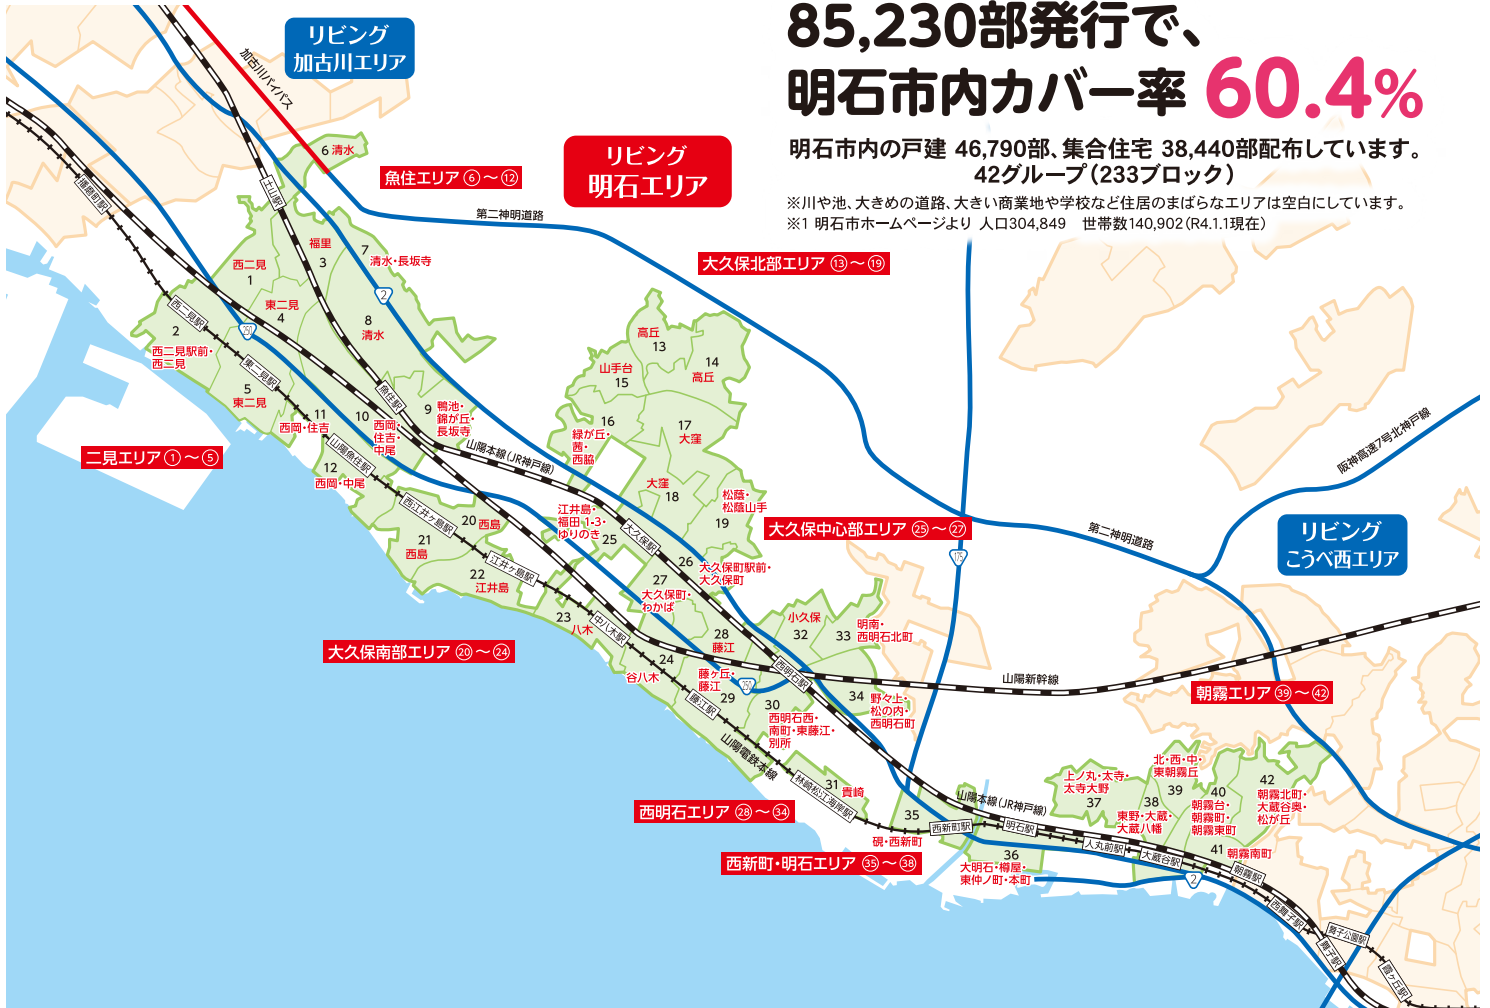 85,230部発行で、
明石市内カバー率 60.4%
明石市内の戸建 46,790部、集合住宅 38,440部配布しています。
42グループ（233ブロック）
※川や池、大きめの道路、大きい商業地や学校など住居のまばらなエリアは空白にしています。
※1 明石市ホームページより 人口304,849　世帯数140,902（R4.1.1現在）
リビング
加古川エリア
リビング
明石エリア
リビング
こうべ西エリア
加古川バイパス
第二神明道路
第二神明道路
阪神高速7号北神戸線
山陽新幹線
山陽本線（JR神戸線）
山陽本線（JR神戸線）
山陽電鉄本線
魚住エリア ⑥～⑫
大久保北部エリア ⑬～⑲
二見エリア ①～⑤
大久保中心部エリア ㉕～㉗
大久保南部エリア ⑳～㉔
西明石エリア ㉘～㉞
西新町・明石エリア ㉟～㊳
朝霧エリア ㊴～㊷
播磨町駅
土山駅
西二見駅
東二見駅
魚住駅
山陽魚住駅
西江井ヶ島駅
江井ヶ島駅
中八木駅
大久保駅
藤江駅
西明石駅
林崎松江海岸駅
西新町駅
明石駅
人丸前駅
大蔵谷駅
朝霧駅
西舞子駅
舞子駅
舞子公園駅
霞ヶ丘駅
2
250
175
250
2
6 清水
福里
3
7
清水・長坂寺
西二見
1
東二見
4
8
清水
2
西二見駅前・
西二見
5
東二見
11
西岡・住吉
10
西岡・
住吉・
中尾
9
鴨池・
錦が丘・
長坂寺
12
西岡・中尾
高丘
13
14
高丘
山手台
15
16
緑が丘・
茜・
西脇
17
大窪
大窪
18
松蔭・
松蔭山手
19
20 西島
21
西島
22
江井島
23
八木
24
谷八木
江井島・
福田 1-3・
ゆりのき
25
26
大久保町駅前・
大久保町
27
大久保町・
わかば
28
藤江
藤ヶ丘・
藤江
29
30
西明石西・
南町・東藤江・
別所
31
貴崎
小久保
32
33
明南・
西明石北町
34
野々上・
松の内・
西明石町
35
硯・西新町
36
大明石・樽屋・
東仲ノ町・本町
上ノ丸・太寺・
太寺大野
37
38
東野・大蔵・
大蔵八幡
北・西・中・
東朝霧丘
39
40
朝霧台・
朝霧町・
朝霧東町
41 朝霧南町
42
朝霧北町・
大蔵谷奥・
松が丘